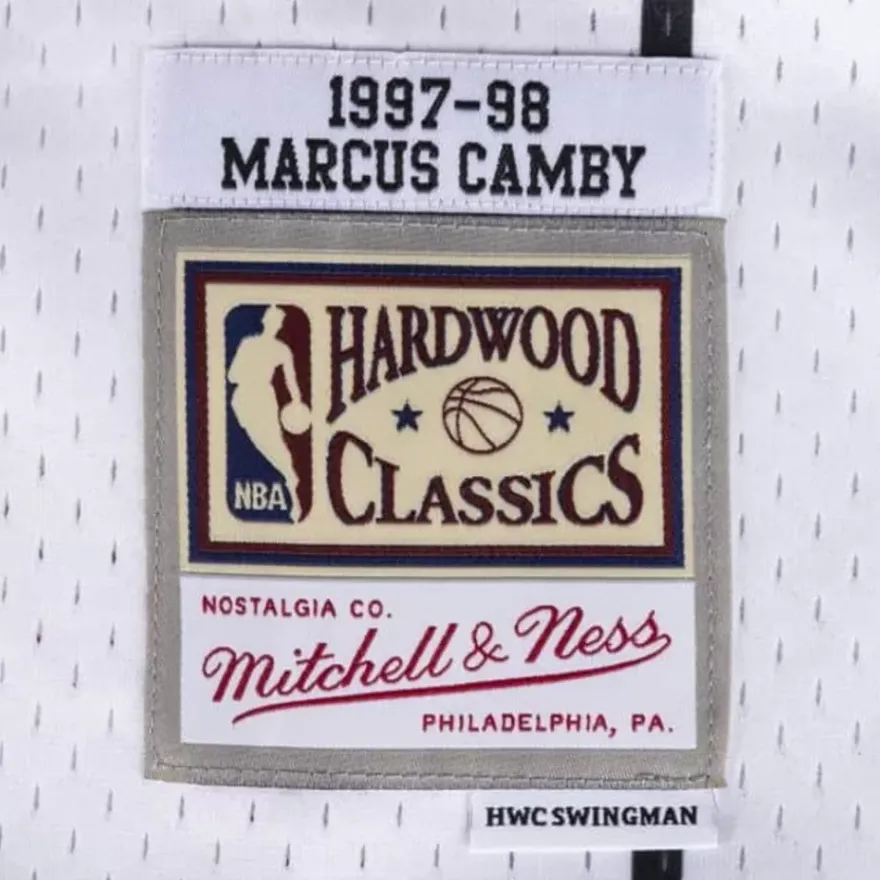 1997-98
MARCUS CAMBY
HARDWOOD
CLASSICS
NBA
NOSTALGIA CO.
Mitchell & Ness
PHILADELPHIA, PA.
HWC SWINGMAN